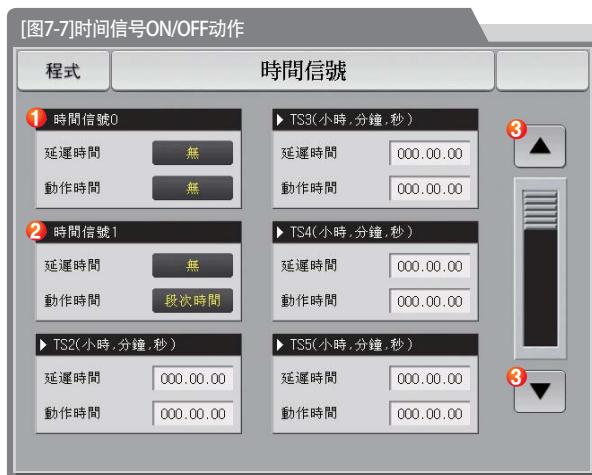 [图7-7]时间信号ON/OFF动作
程式
時間信號
1 時間信號0
延遲時間 無
動作時間 無
2 時間信號1
延遲時間 無
動作時間 段次時間
▶ TS2(小時,分鐘,秒)
延遲時間 000.00.00
動作時間 000.00.00
▶ TS3(小時,分鐘,秒)
延遲時間 000.00.00
動作時間 000.00.00
▶ TS4(小時,分鐘,秒)
延遲時間 000.00.00
動作時間 000.00.00
▶ TS5(小時,分鐘,秒)
延遲時間 000.00.00
動作時間 000.00.00
3 ▲
3 ▼